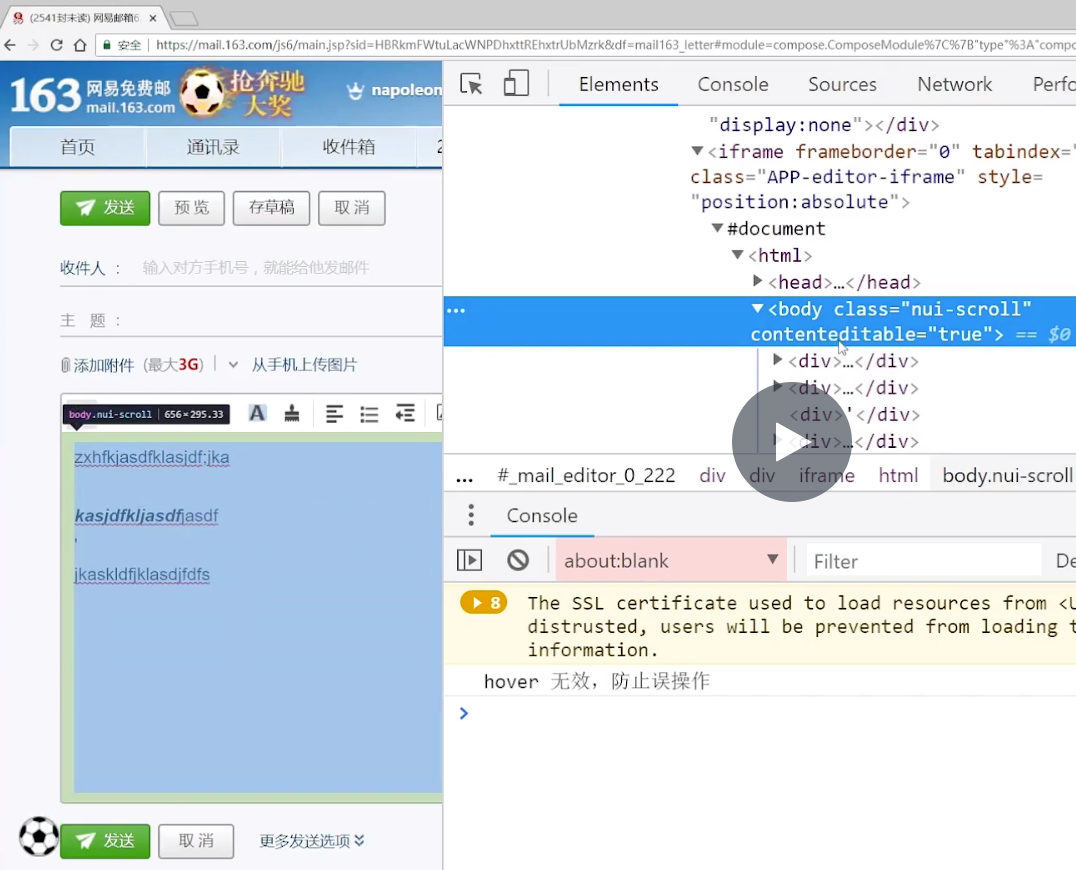 (2541封未读) 网易邮箱6
安全 https://mail.163.com/js6/main.jsp?sid=HBRkmFWtuLacWNPDhxttREhxtrUbMzrk&df=mail163_letter#module=compose.ComposeModule%7C%7B"type"%3A"compo
163 网易免费邮 mail.163.com
抢奔驰
大奖
napoleon
首页 通讯录 收件箱 2
发送 预 览 存草稿 取 消
收件人 : 输入对方手机号，就能给他发邮件
主 题 :
添加附件 (最大3G) 从手机上传图片
body.nui-scroll 656×295.33 A
zxhfkjasdfklasjdf;jka
kasjdfkljasdfjasdf
'
jkaskldfjklasdjfdfs
发送 取 消 更多发送选项
Elements Console Sources Network Perfo
"display:none"></div>
<iframe frameborder="0" tabindex="
class="APP-editor-iframe" style=
"position:absolute">
#document
<html>
<head>…</head>
… <body class="nui-scroll"
contenteditable="true"> == $0
<div>…</div>
<div>…</div>
<div>'</div>
<div>…</div>
… #_mail_editor_0_222 div div iframe html body.nui-scroll
Console
about:blank Filter De
8 The SSL certificate used to load resources from <U
distrusted, users will be prevented from loading t
information.
hover 无效，防止误操作
>